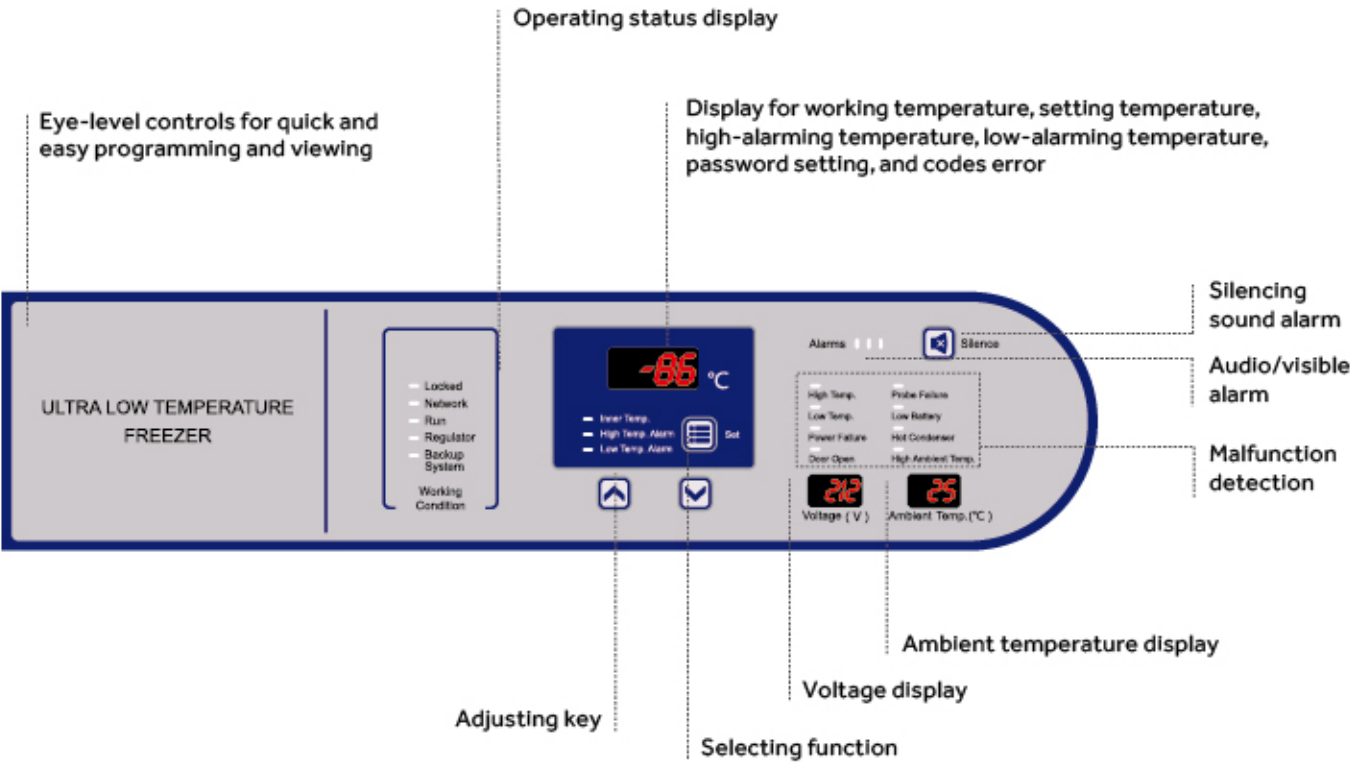 Operating status display
Eye-level controls for quick and
easy programming and viewing
Display for working temperature, setting temperature,
high-alarming temperature, low-alarming temperature,
password setting, and codes error
Silencing
sound alarm
Audio/visible
alarm
Malfunction
detection
ULTRA LOW TEMPERATURE
FREEZER
Locked
Network
Run
Regulator
Backup
System
Working
Condition
-86 °C
Inner Temp.
High Temp. Alarm
Low Temp. Alarm
Set
Alarms
Silence
High Temp.
Probe Failure
Low Temp.
Low Battery
Power Failure
Hot Condensor
Door Open
High Ambient Temp.
212
25
Voltage ( V )
Ambient Temp.(°C )
Ambient temperature display
Voltage display
Adjusting key
Selecting function